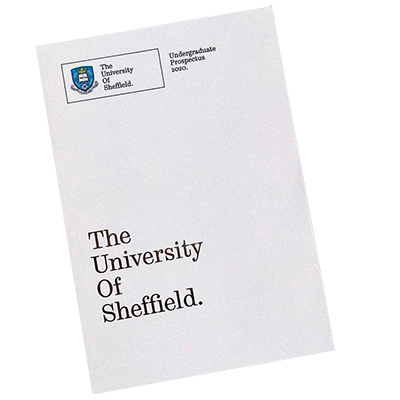 The
University
Of
Sheffield.
Undergraduate
Prospectus
2020.
The
University
Of
Sheffield.